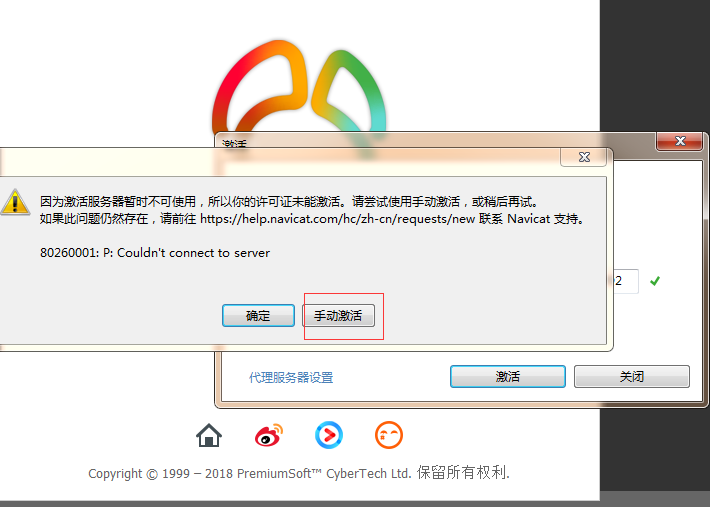 激活
因为激活服务器暂时不可使用，所以你的许可证未能激活。请尝试使用手动激活，或稍后再试。
如果此问题仍然存在，请前往 https://help.navicat.com/hc/zh-cn/requests/new 联系 Navicat 支持。
80260001: P: Couldn't connect to server
2
确定
手动激活
代理服务器设置
激活
关闭
Copyright © 1999 – 2018 PremiumSoft™ CyberTech Ltd. 保留所有权利.